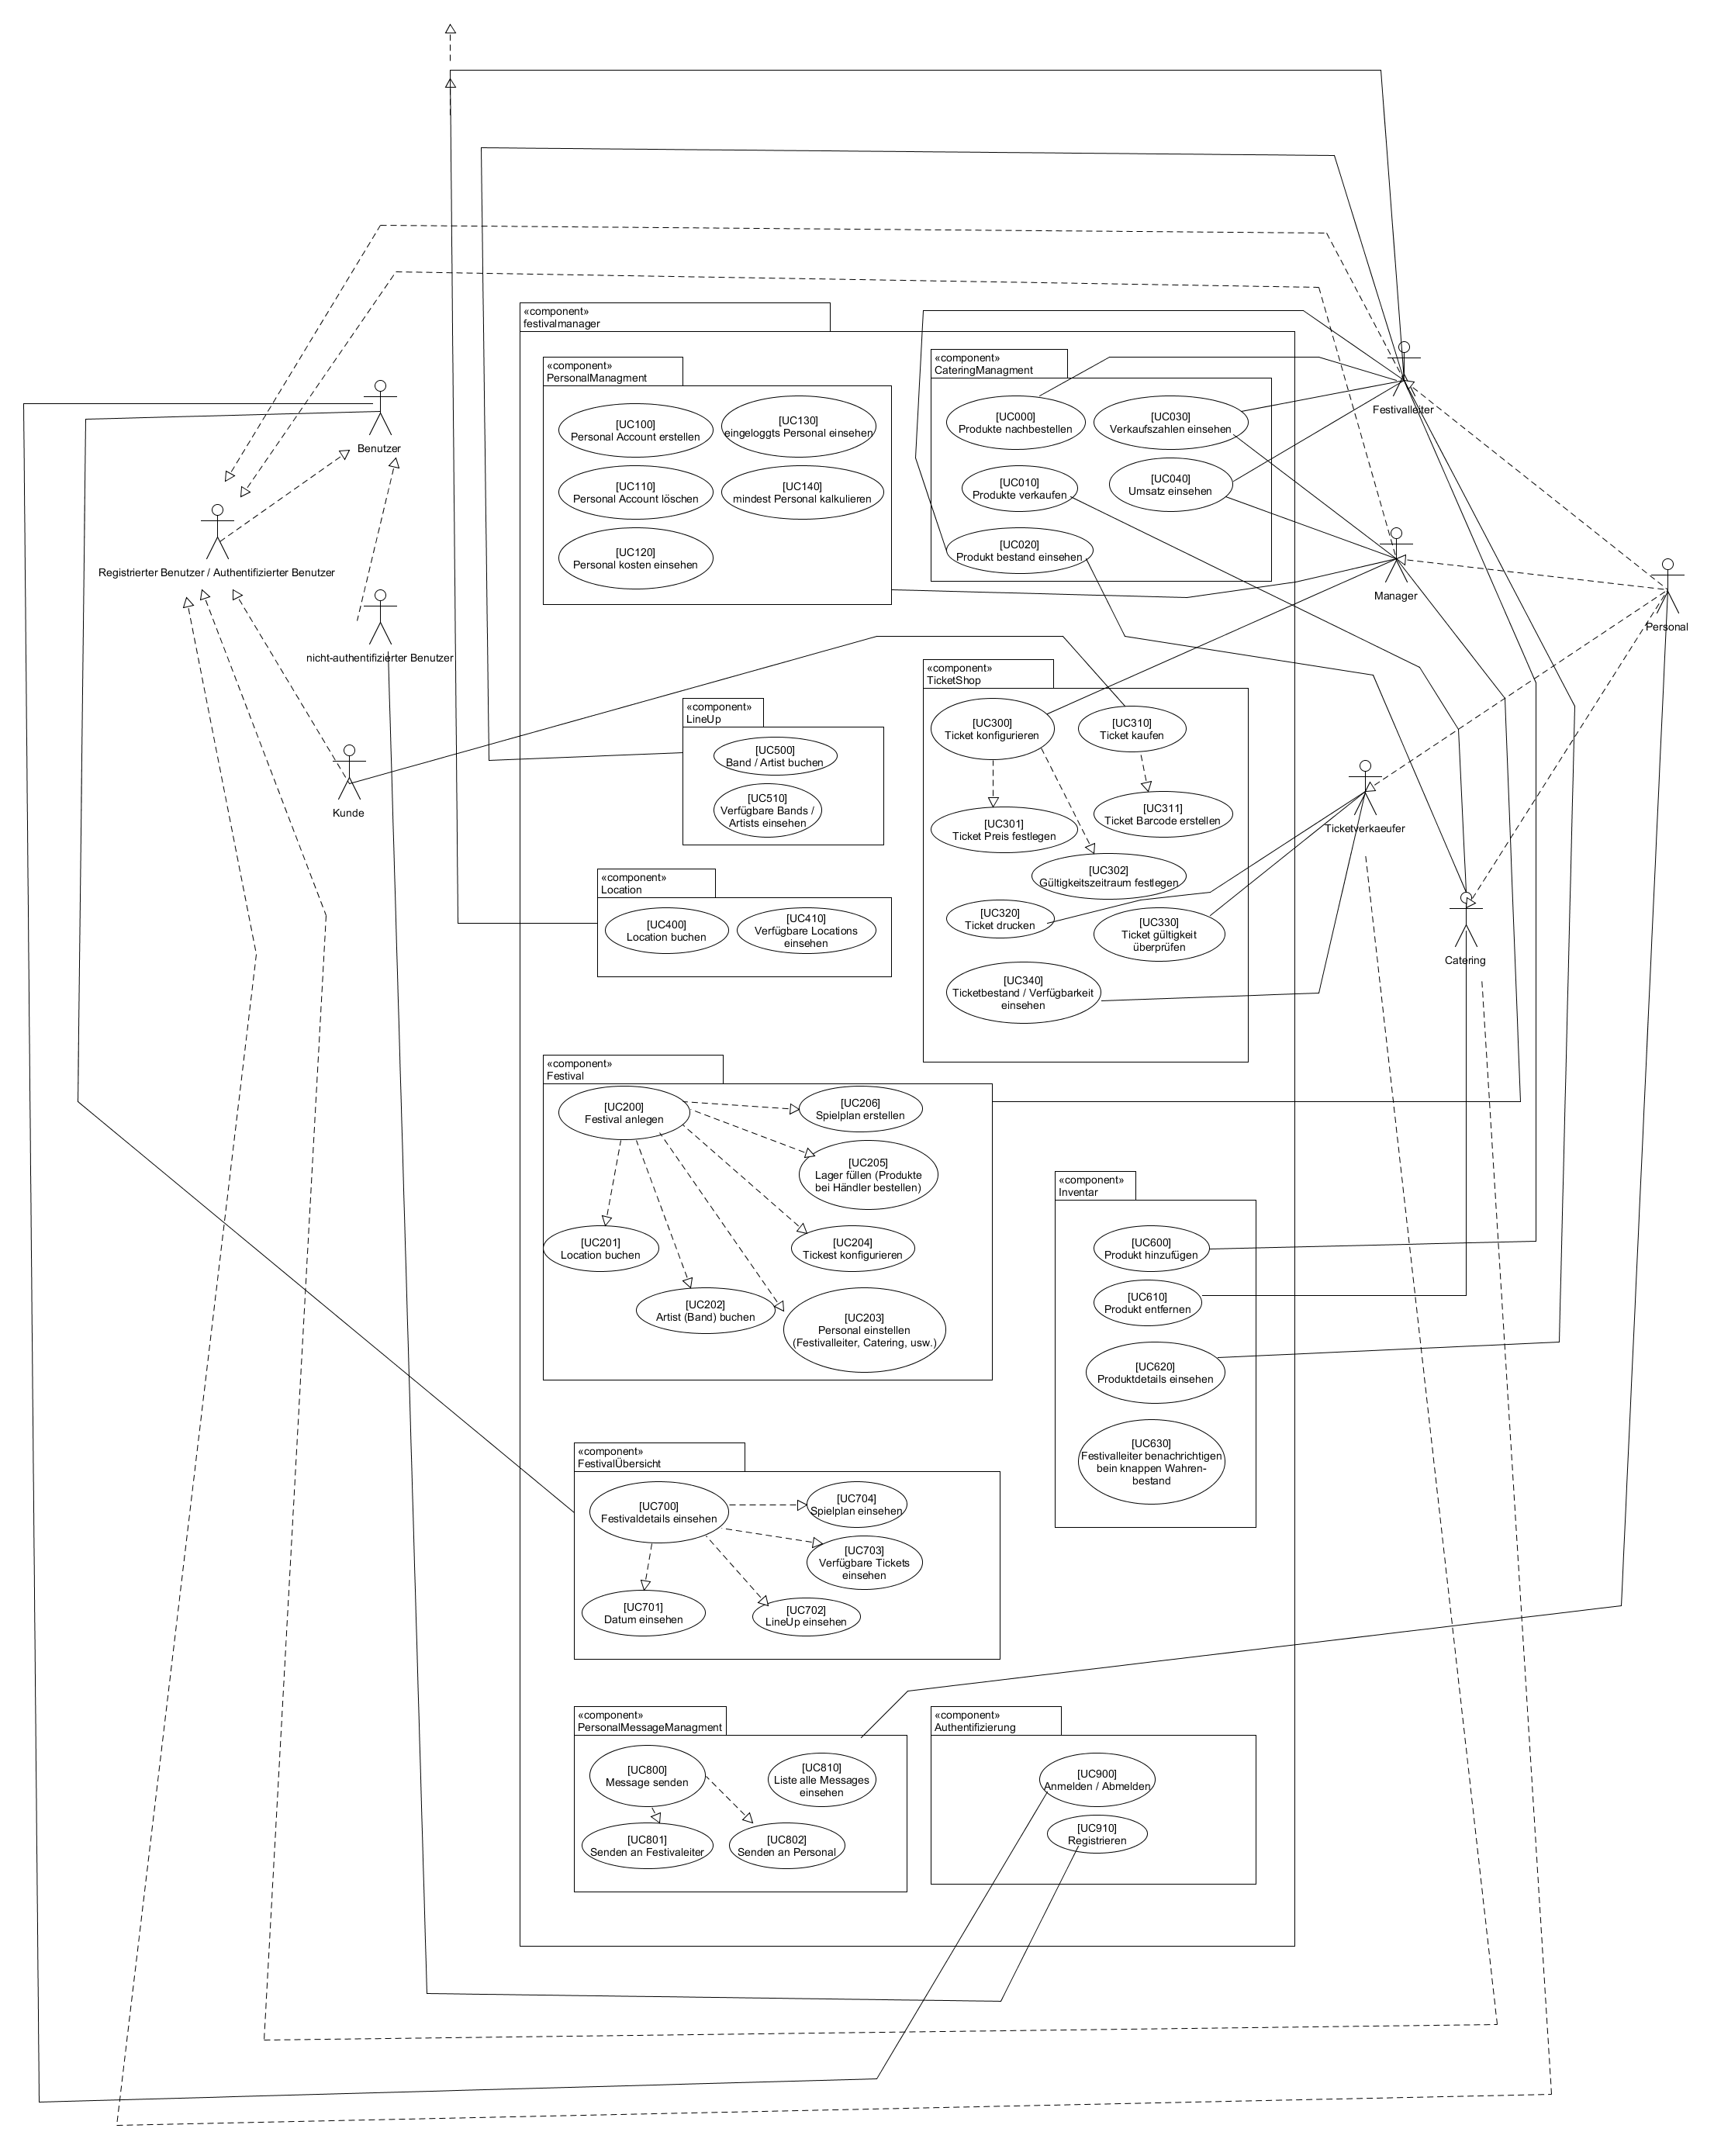 «component»
festivalmanager
«component»
PersonalManagment
[UC100]
Personal Account erstellen
[UC130]
eingeloggts Personal einsehen
[UC110]
Personal Account löschen
[UC140]
mindest Personal kalkulieren
[UC120]
Personal kosten einsehen
«component»
CateringManagment
[UC000]
Produkte nachbestellen
[UC030]
Verkaufszahlen einsehen
[UC010]
Produkte verkaufen
[UC040]
Umsatz einsehen
[UC020]
Produkt bestand einsehen
Festivalleiter
Benutzer
Registrierter Benutzer / Authentifizierter Benutzer
Manager
Personal
nicht-authentifizierter Benutzer
Kunde
«component»
LineUp
[UC500]
Band / Artist buchen
[UC510]
Verfügbare Bands /
Artists einsehen
«component»
TicketShop
[UC300]
Ticket konfigurieren
[UC310]
Ticket kaufen
[UC301]
Ticket Preis festlegen
[UC311]
Ticket Barcode erstellen
[UC302]
Gültigkeitszeitraum festlegen
[UC320]
Ticket drucken
[UC330]
Ticket gültigkeit
überprüfen
[UC340]
Ticketbestand / Verfügbarkeit
einsehen
Ticketverkaeufer
Catering
«component»
Location
[UC400]
Location buchen
[UC410]
Verfügbare Locations
einsehen
«component»
Festival
[UC200]
Festival anlegen
[UC206]
Spielplan erstellen
[UC205]
Lager füllen (Produkte
bei Händler bestellen)
[UC201]
Location buchen
[UC204]
Tickest konfigurieren
[UC202]
Artist (Band) buchen
[UC203]
Personal einstellen
(Festivalleiter, Catering, usw.)
«component»
Inventar
[UC600]
Produkt hinzufügen
[UC610]
Produkt entfernen
[UC620]
Produktdetails einsehen
[UC630]
Festivalleiter benachrichtigen
bein knappen Wahren-
bestand
«component»
FestivalÜbersicht
[UC700]
Festivaldetails einsehen
[UC704]
Spielplan einsehen
[UC703]
Verfügbare Tickets
einsehen
[UC701]
Datum einsehen
[UC702]
LineUp einsehen
«component»
PersonalMessageManagment
[UC800]
Message senden
[UC810]
Liste alle Messages
einsehen
[UC801]
Senden an Festivaleiter
[UC802]
Senden an Personal
«component»
Authentifizierung
[UC900]
Anmelden / Abmelden
[UC910]
Registrieren